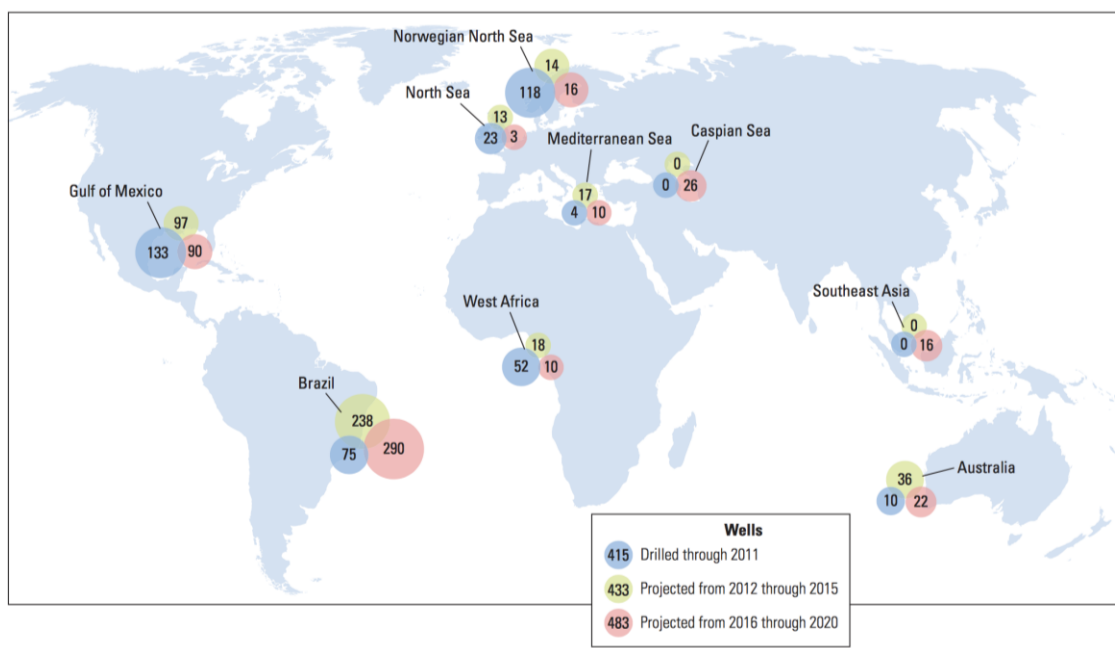 Norwegian North Sea
14
118
16
North Sea
13
23
3
Mediterranean Sea
17
4
10
Caspian Sea
0
0
26
Gulf of Mexico
97
133
90
West Africa
18
52
10
Southeast Asia
0
0
16
Brazil
238
75
290
Australia
36
10
22
Wells
415 Drilled through 2011
433 Projected from 2012 through 2015
483 Projected from 2016 through 2020